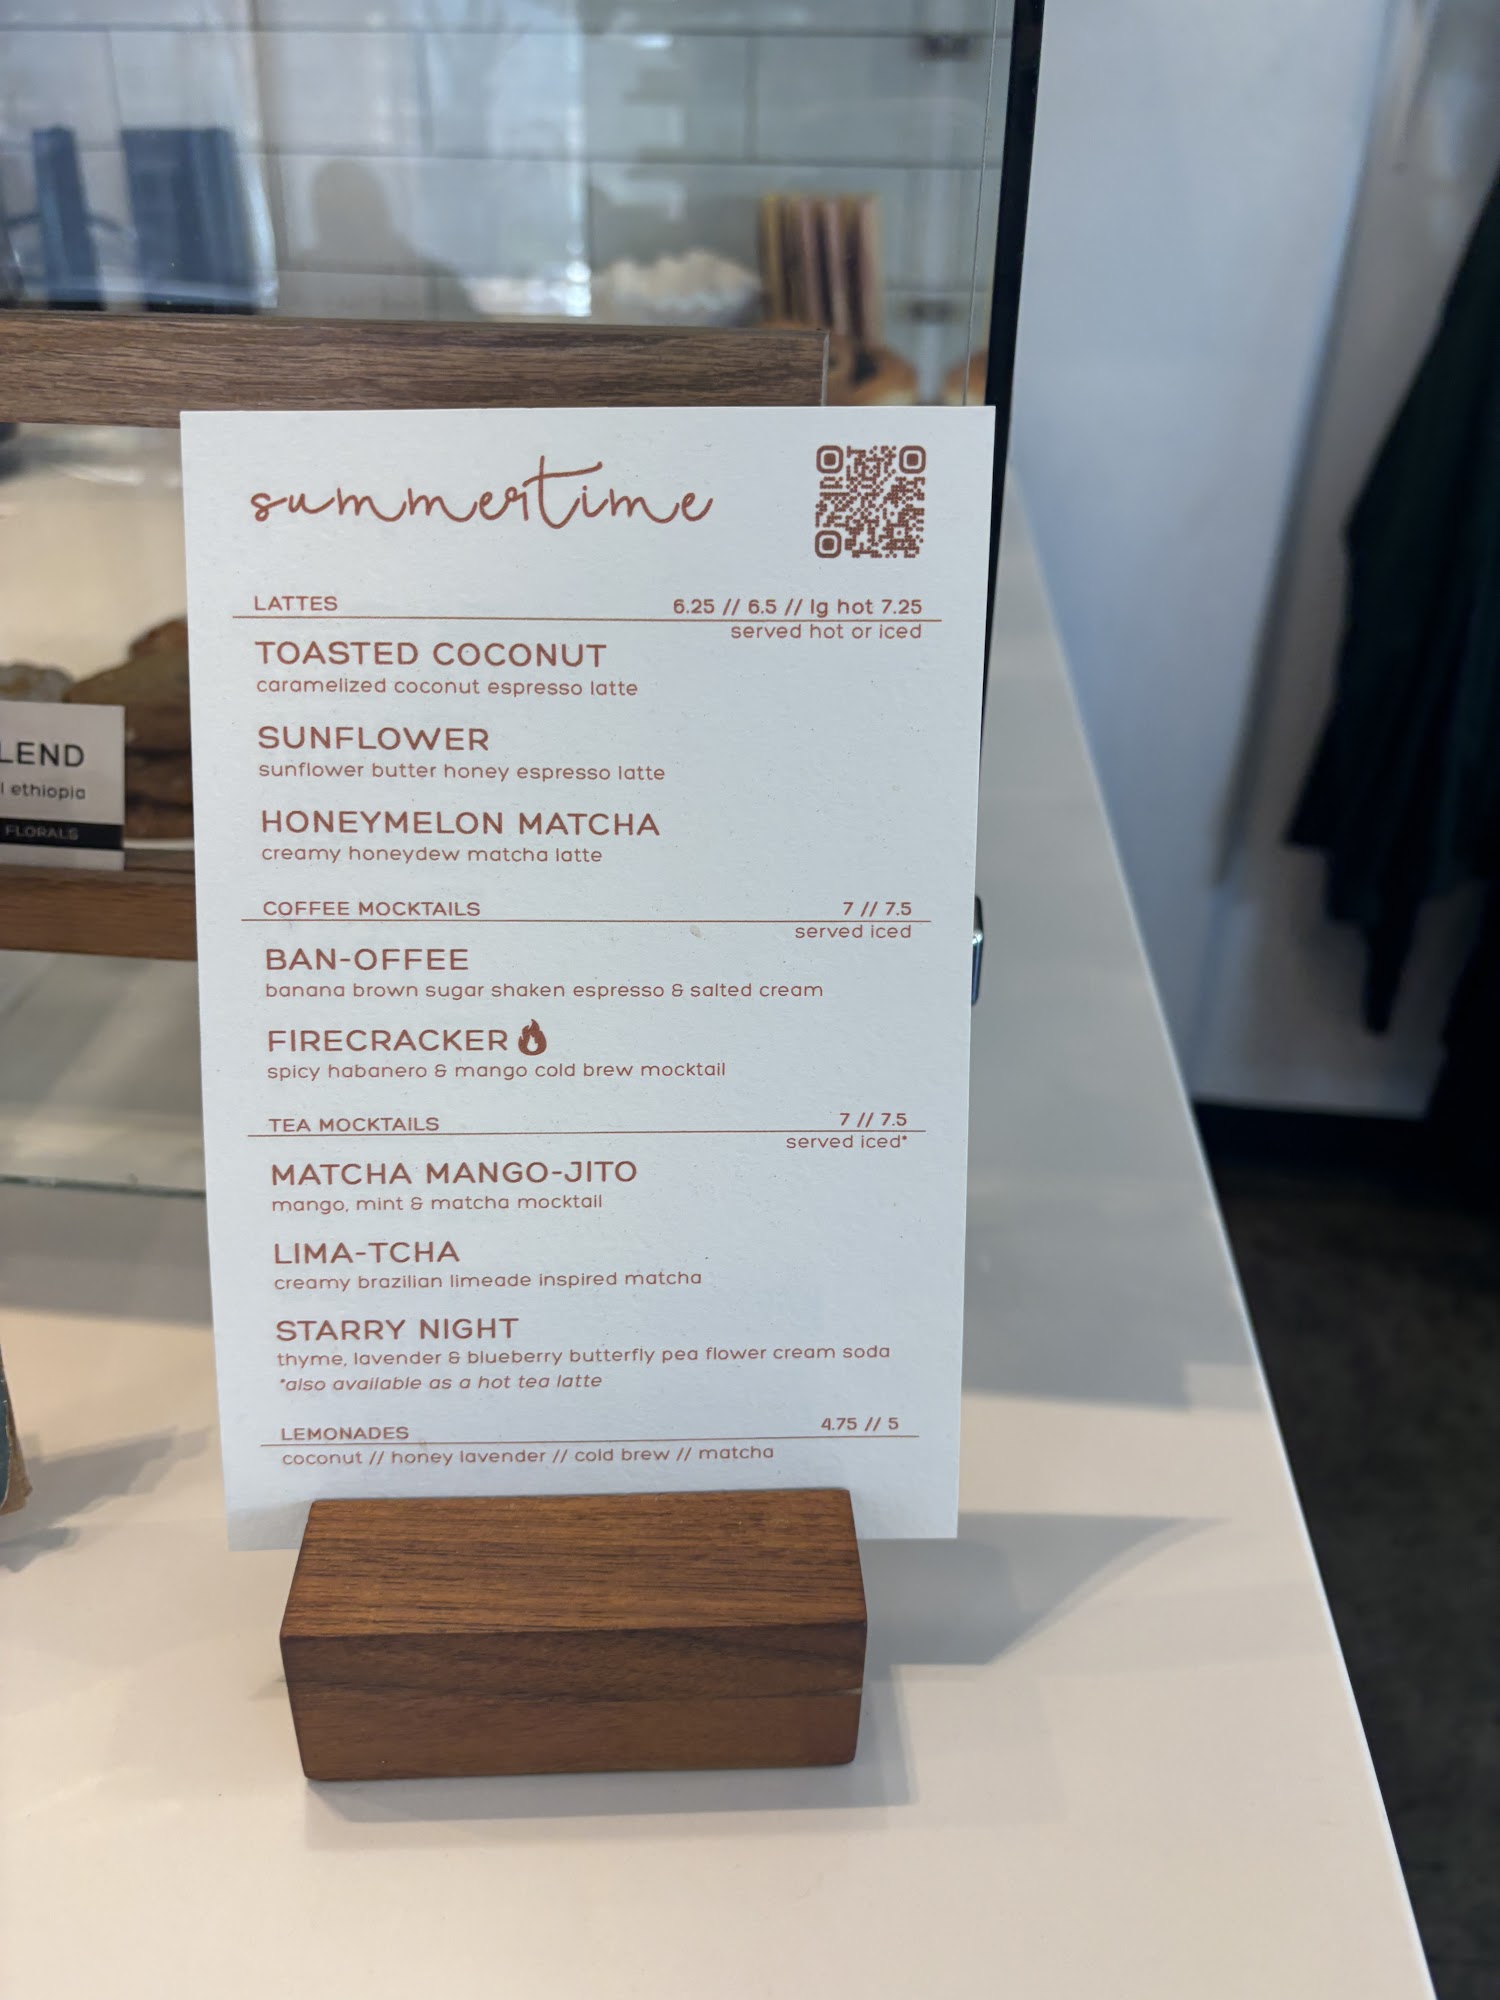 summertime
LATTES 6.25 // 6.5 // lg hot 7.25
served hot or iced
TOASTED COCONUT
caramelized coconut espresso latte
SUNFLOWER
sunflower butter honey espresso latte
HONEYMELON MATCHA
creamy honeydew matcha latte
COFFEE MOCKTAILS 7 // 7.5
served iced
BAN-OFFEE
banana brown sugar shaken espresso & salted cream
FIRECRACKER
spicy habanero & mango cold brew mocktail
TEA MOCKTAILS 7 // 7.5
served iced*
MATCHA MANGO-JITO
mango, mint & matcha mocktail
LIMA-TCHA
creamy brazilian limeade inspired matcha
STARRY NIGHT
thyme, lavender & blueberry butterfly pea flower cream soda
*also available as a hot tea latte
LEMONADES 4.75 // 5
coconut // honey lavender // cold brew // matcha
LEND
l ethiopia
FLORALS